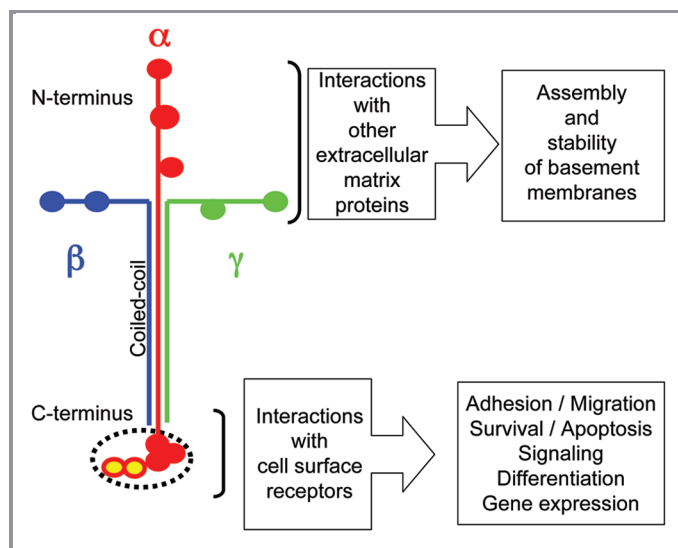 α
N-terminus
β
γ
Coiled-coil
C-terminus
Interactions
with
other
extracellular
matrix
proteins
Assembly
and
stability
of basement
membranes
Interactions
with
cell surface
receptors
Adhesion / Migration
Survival / Apoptosis
Signaling
Differentiation
Gene expression